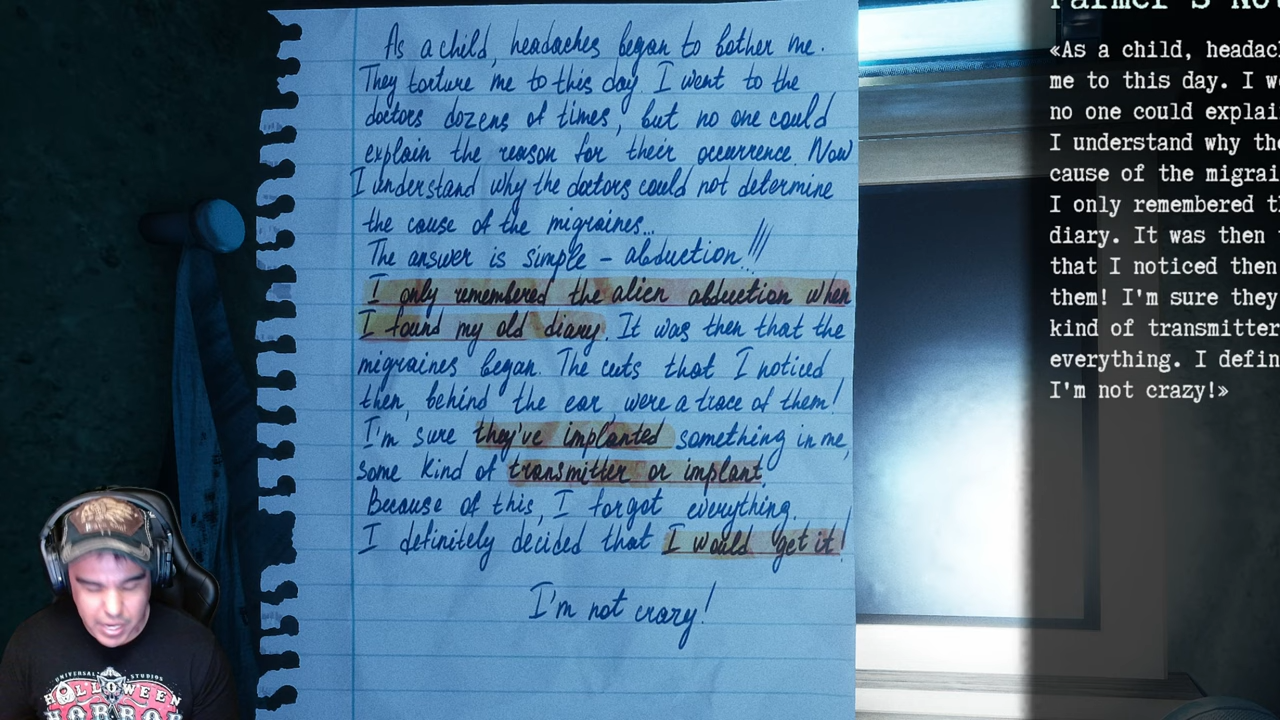 As a child, headaches began to bother me.
They torture me to this day. I went to the
doctors dozens of times, but no one could
explain the reason for their occurrence. Now
I understand why the doctors could not determine
the cause of the migraines...
The answer is simple – abduction!!!
I only remembered the alien abduction when
I found my old diary. It was then that the
migraines began. The cuts that I noticed
then, behind the ear, were a trace of them!
I'm sure they've implanted something in me,
some kind of transmitter or implant.
Because of this, I forgot everything.
I definitely decided that I would get it!
I'm not crazy!
«As a child,
me to this day. I
no one could
I understand why
cause of the
I only remembered
diary. It was then
that I noticed then
them! I'm sure they
kind of transmitter
everything. I
I'm not crazy!»
UNIVERSAL STUDIOS
HALLOWEEN
HORROR